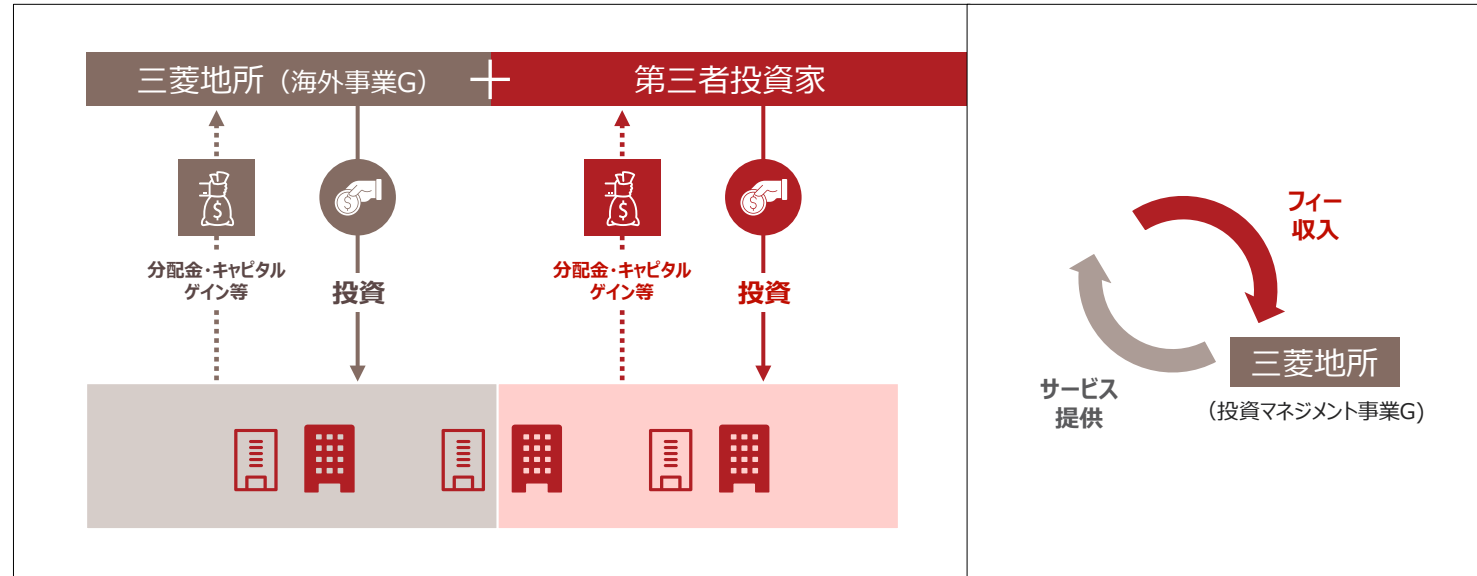 三菱地所（海外事業G）
第三者投資家
分配金・キャピタル
ゲイン等
投資
分配金・キャピタル
ゲイン等
投資
フィー
収入
サービス
提供
三菱地所
（投資マネジメント事業G)